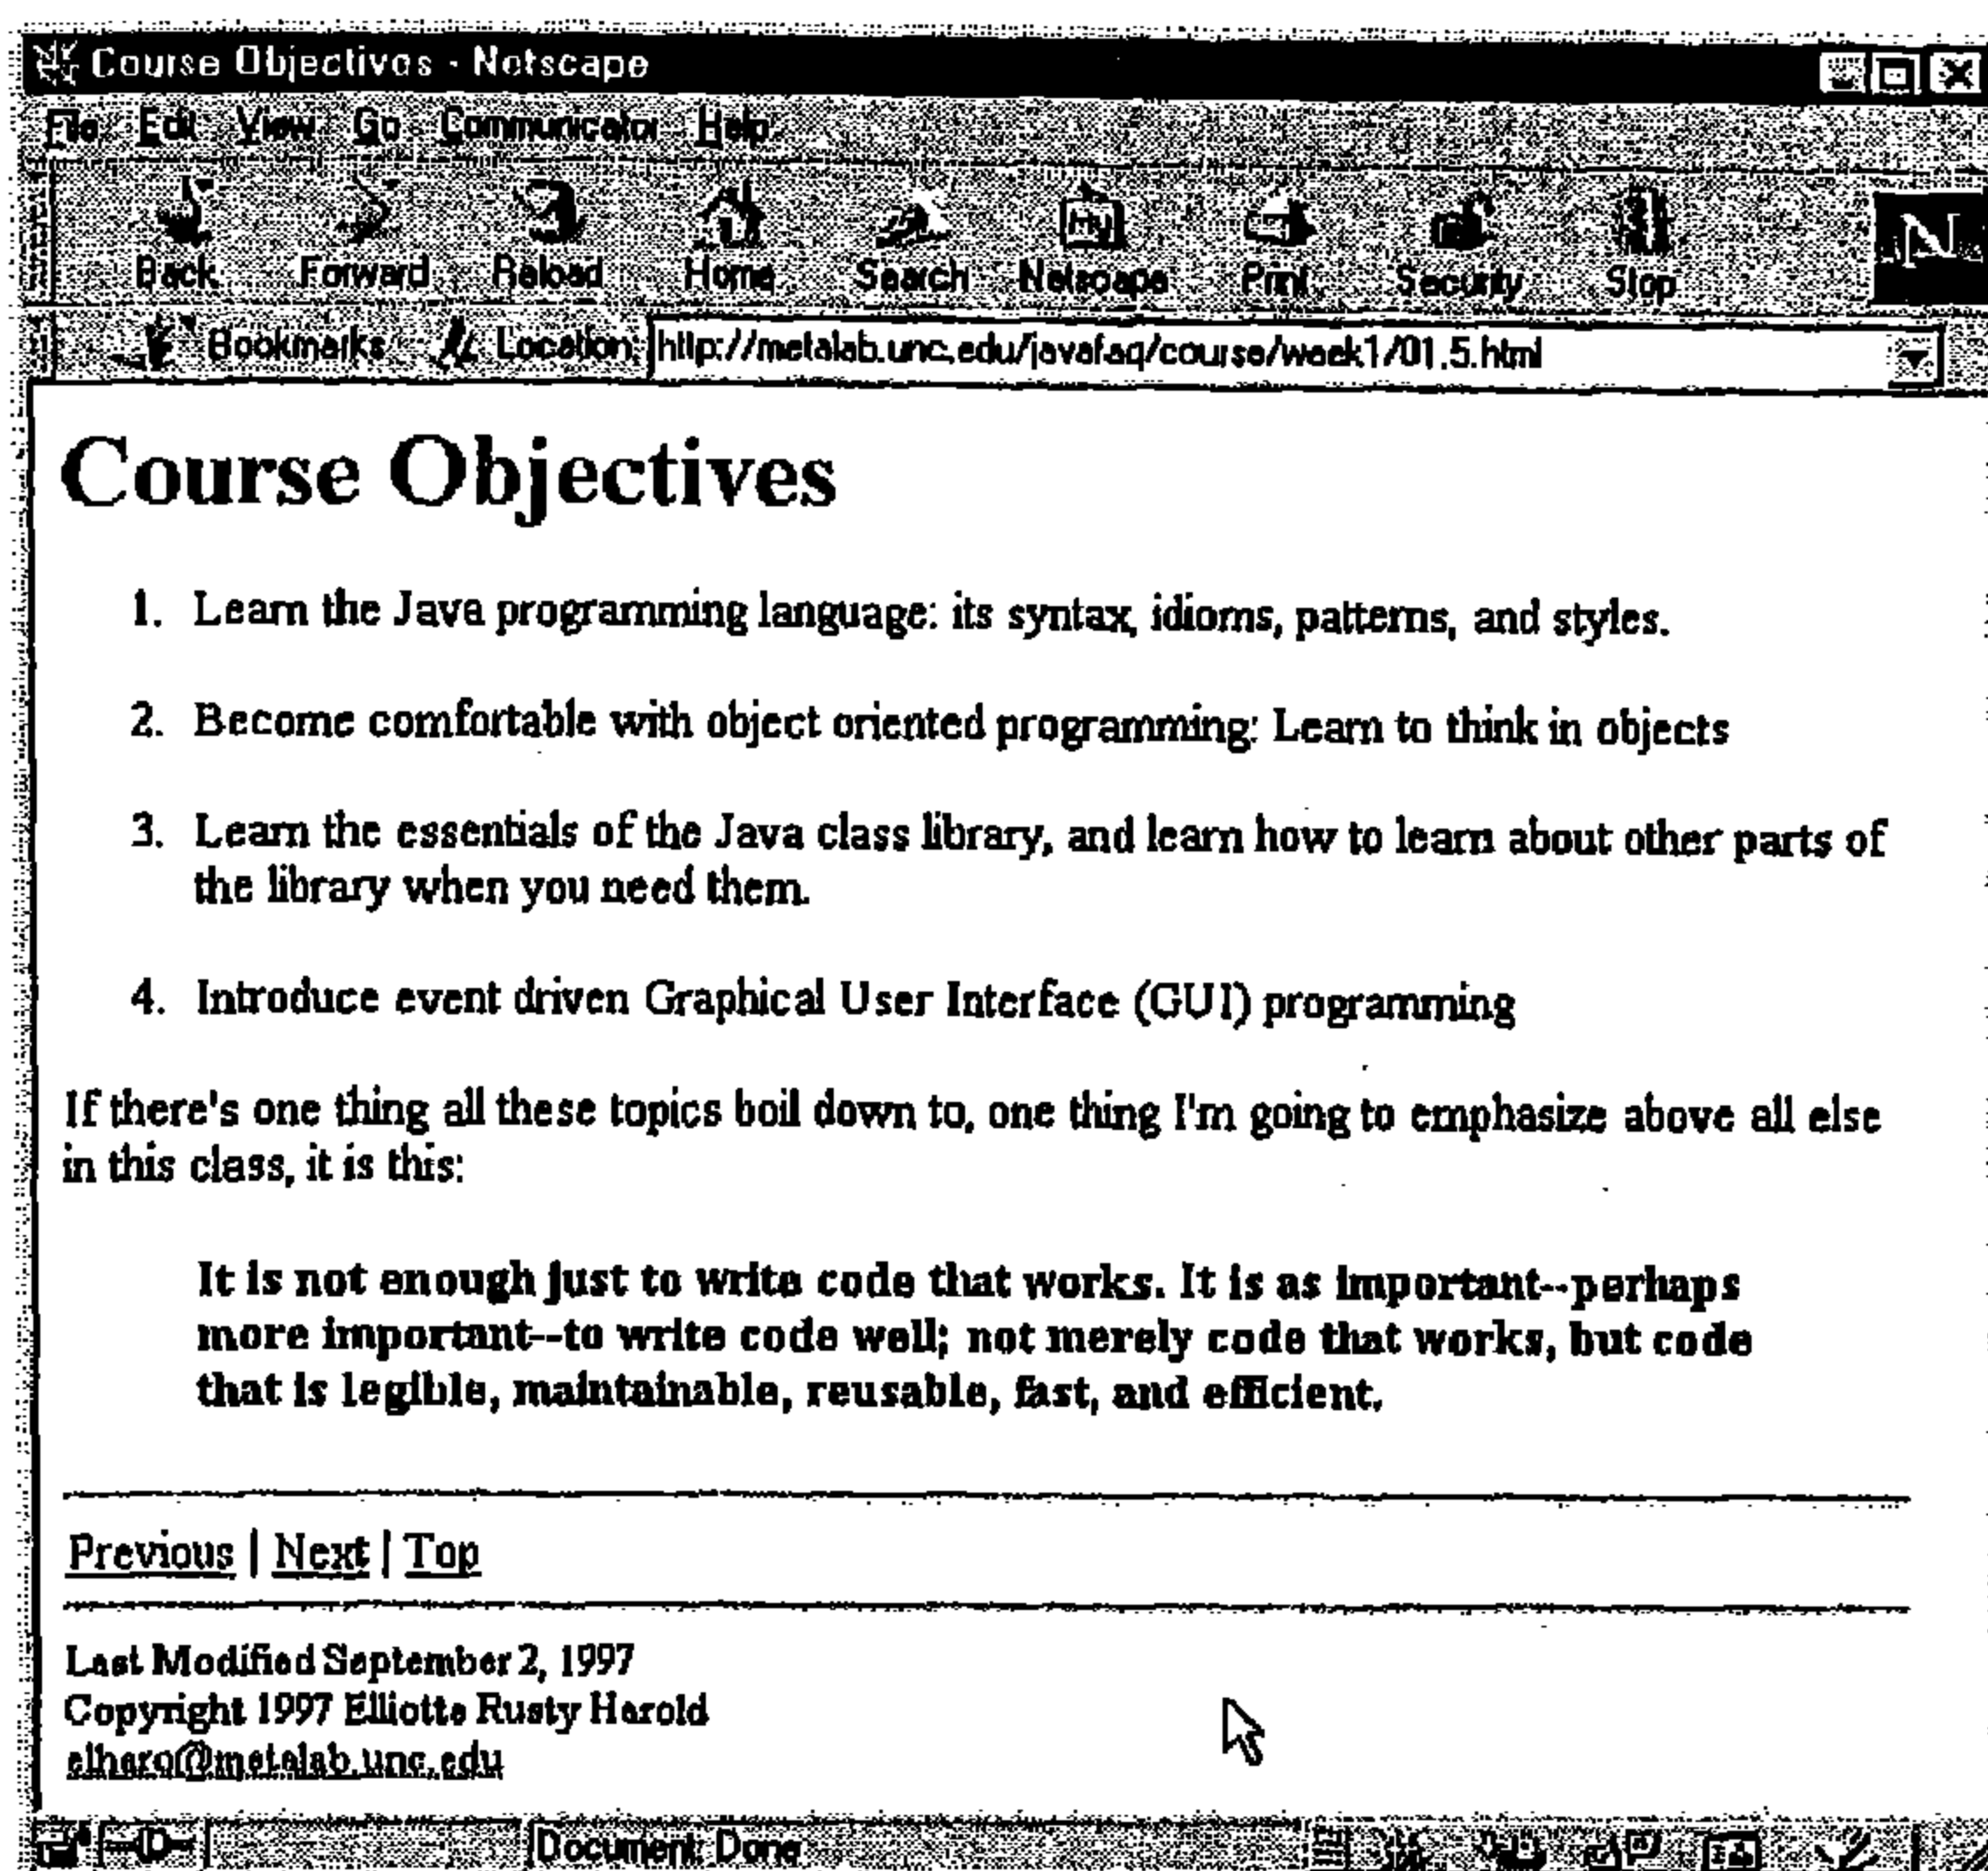 Course Objectives - Netscape
File Edit View Go Communicator Help
My N
Back Forward Reload Home Search Netscape Print Security Stop
Bookmarks Location: http://metalab.unc.edu/javafaq/course/week1/01.5.html
Course Objectives
1. Learn the Java programming language: its syntax, idioms, patterns, and styles.
2. Become comfortable with object oriented programming: Learn to think in objects
3. Learn the essentials of the Java class library, and learn how to learn about other parts of
the library when you need them.
4. Introduce event driven Graphical User Interface (GUI) programming
If there's one thing all these topics boil down to, one thing I'm going to emphasize above all else
in this class, it is this:
It is not enough just to write code that works. It is as important--perhaps
more important--to write code well; not merely code that works, but code
that is legible, maintainable, reusable, fast, and efficient.
Previous | Next | Top
Last Modified September 2, 1997
Copyright 1997 Elliotte Rusty Harold
elharo@metalab.unc.edu
Document: Done